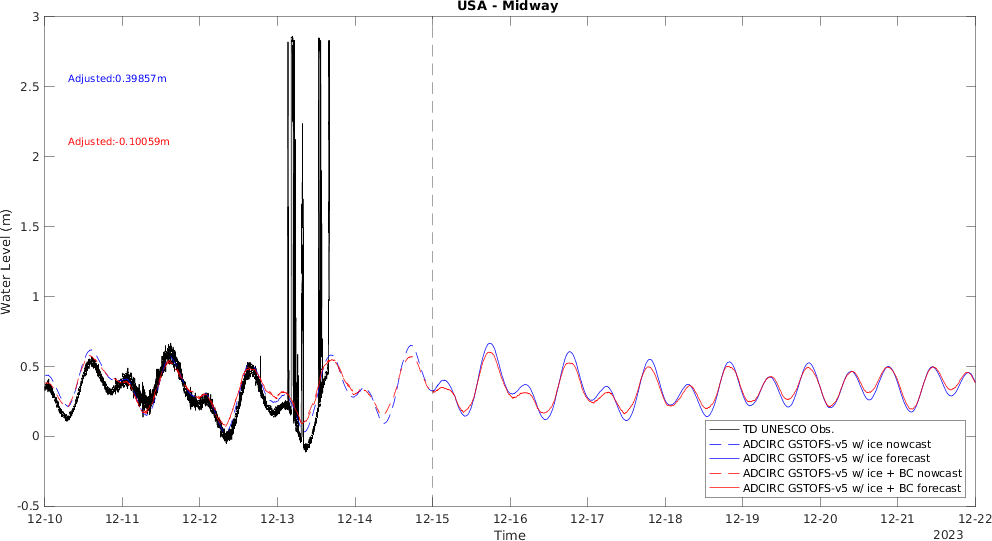 USA - Midway
3
2.5
2
1.5
1
0.5
0
-0.5
Water Level (m)
Adjusted:0.39857m
Adjusted:-0.10059m
TD UNESCO Obs.
ADCIRC GSTOFS-v5 w/ ice nowcast
ADCIRC GSTOFS-v5 w/ ice forecast
ADCIRC GSTOFS-v5 w/ ice + BC nowcast
ADCIRC GSTOFS-v5 w/ ice + BC forecast
12-10 12-11 12-12 12-13 12-14 12-15 12-16 12-17 12-18 12-19 12-20 12-21 12-22
Time
2023